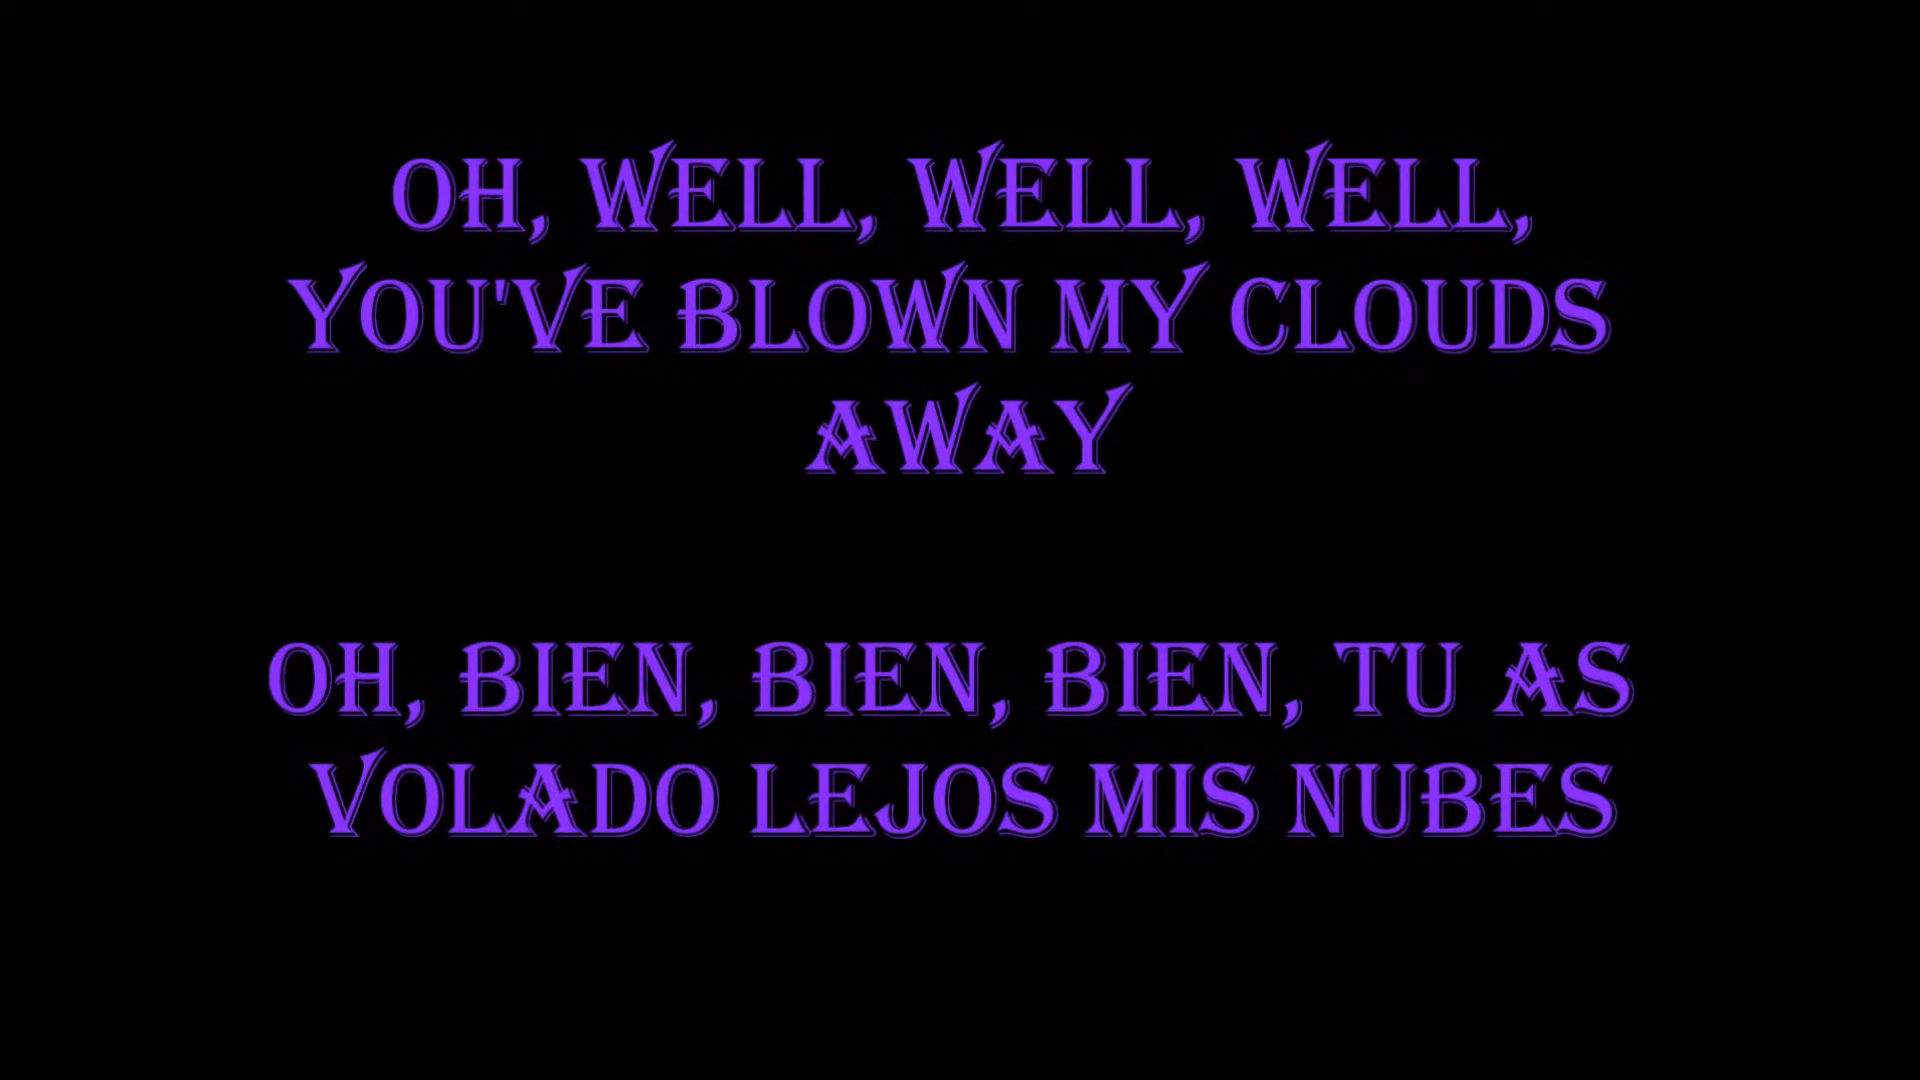 OH, WELL, WELL, WELL,
YOU'VE BLOWN MY CLOUDS
AWAY
OH, BIEN, BIEN, BIEN, TU AS
VOLADO LEJOS MIS NUBES